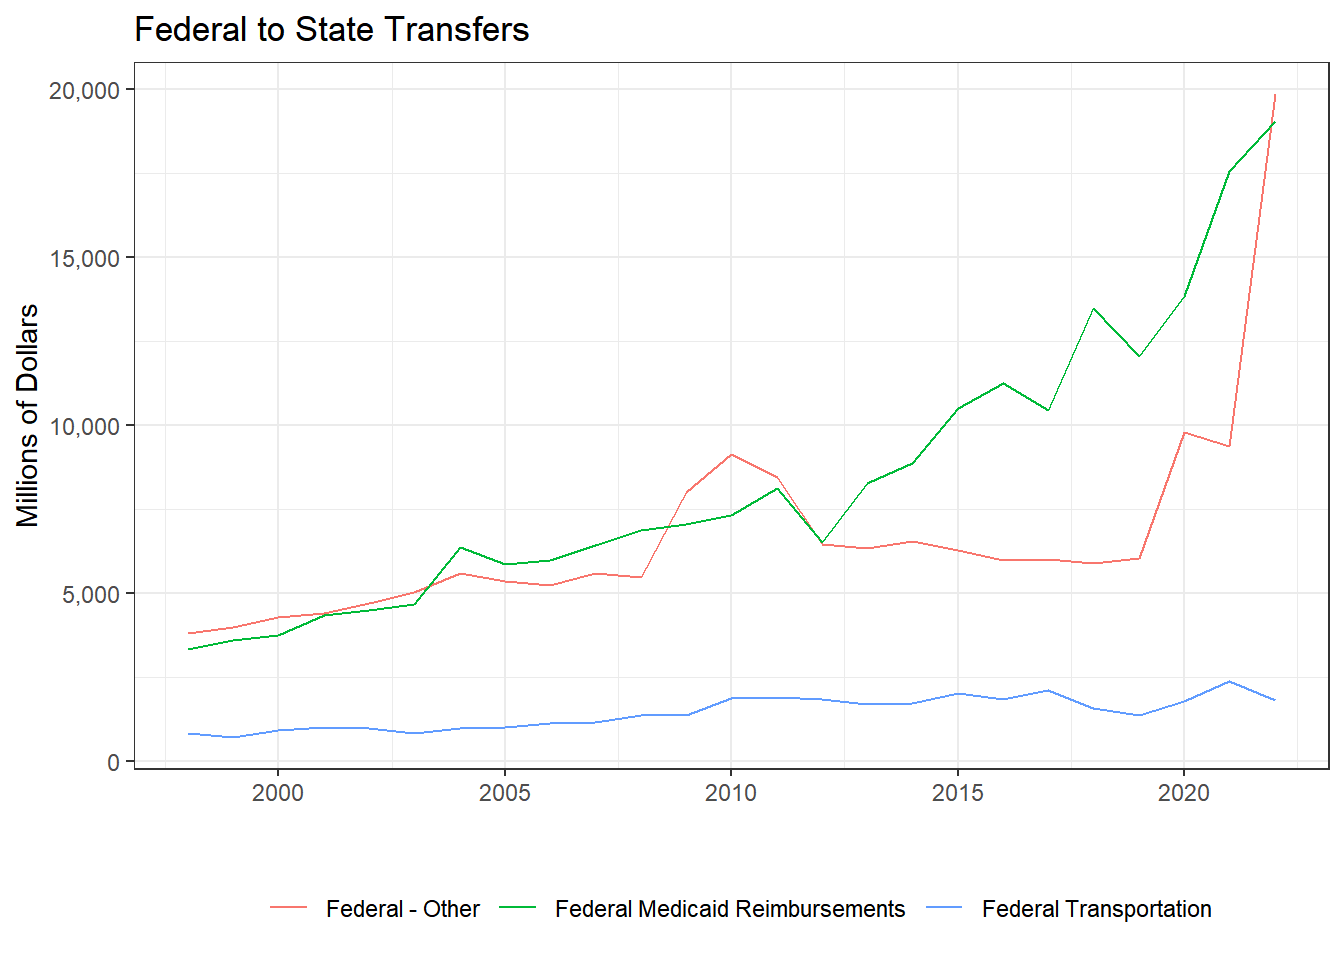 Federal to State Transfers
Millions of Dollars
20,000
15,000
10,000
5,000
0
2000 2005 2010 2015 2020
Federal - Other Federal Medicaid Reimbursements Federal Transportation